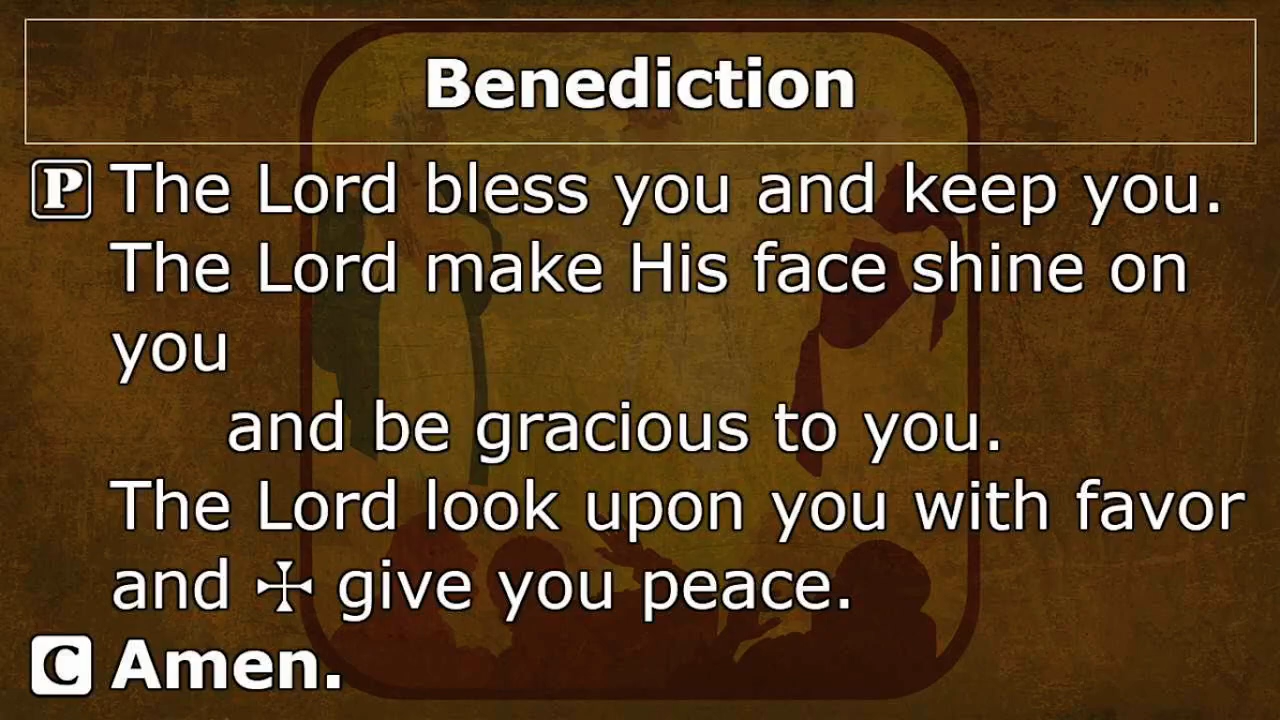 Benediction
P The Lord bless you and keep you.
The Lord make His face shine on
you
and be gracious to you.
The Lord look upon you with favor
and ☩ give you peace.
C Amen.